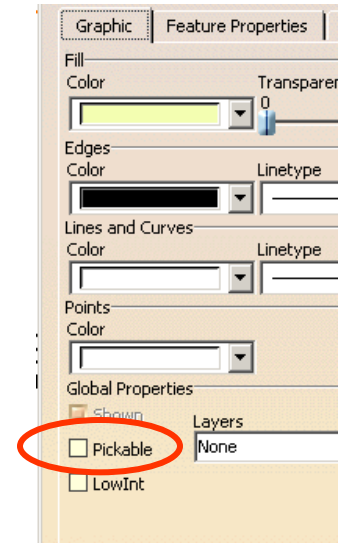 Graphic Feature Properties
Fill
Color Transparen
0
Edges
Color Linetype
Lines and Curves
Color Linetype
Points
Color
Global Properties
Shown Layers
Pickable None
LowInt